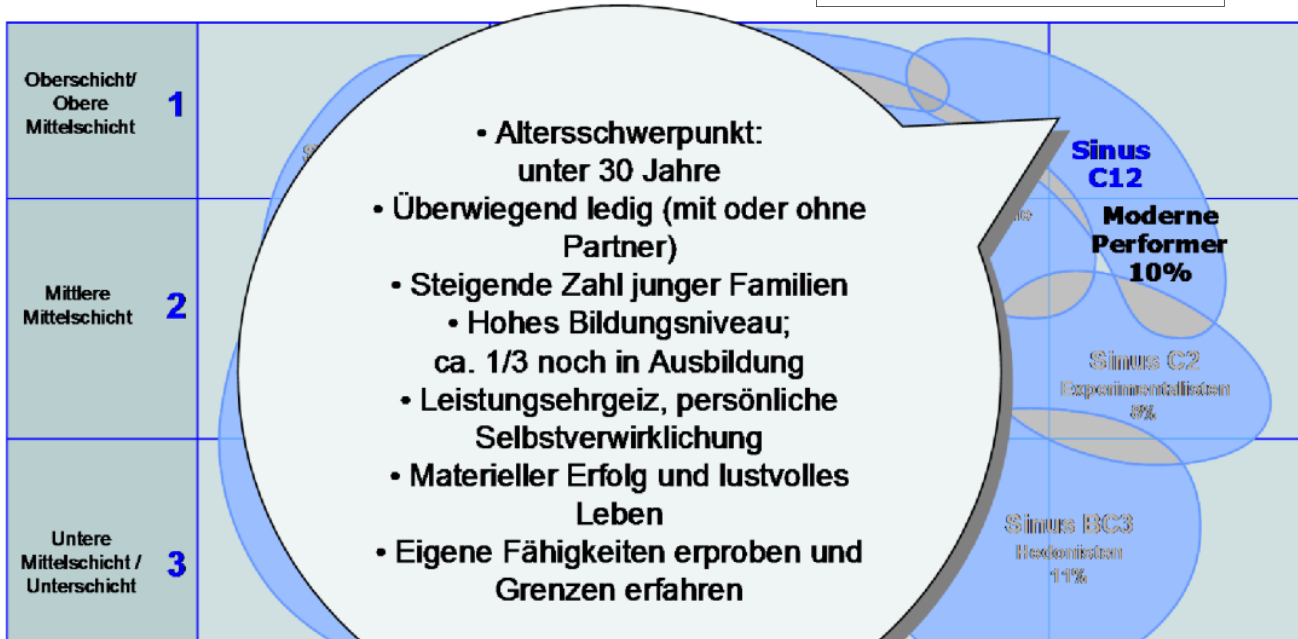 Oberschicht/
Obere
Mittelschicht
1
Mittlere
Mittelschicht
2
Untere
Mittelschicht /
Unterschicht
3
• Altersschwerpunkt:
unter 30 Jahre
• Überwiegend ledig (mit oder ohne
Partner)
• Steigende Zahl junger Familien
• Hohes Bildungsniveau;
ca. 1/3 noch in Ausbildung
• Leistungsehrgeiz, persönliche
Selbstverwirklichung
• Materieller Erfolg und lustvolles
Leben
• Eigene Fähigkeiten erproben und
Grenzen erfahren
Sinus
C12
Moderne
Performer
10%
Sinus C2
Experimentalisten
8%
Sinus BC3
Hedonisten
11%